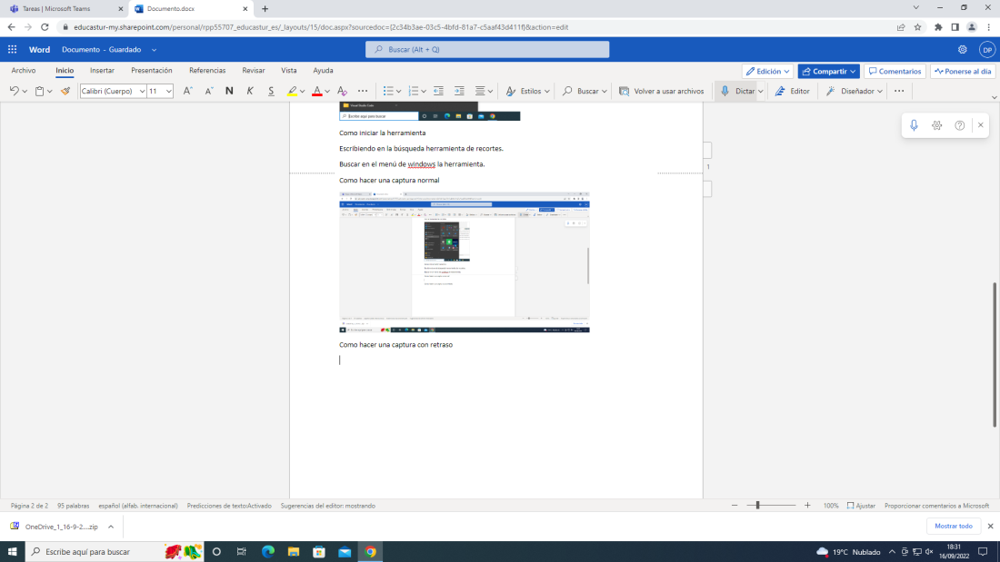 Tareas | Microsoft Teams
Documento.docx
educastur-my.sharepoint.com/personal/rpp55707_educastur_es/_layouts/15/doc.aspx?sourcedoc={2c34b3ae-03c5-4bfd-81a7-c5aaf43d411f}&action=edit
Word Documento - Guardado
Buscar (Alt + Q)
DP
Archivo Inicio Insertar Presentación Referencias Revisar Vista Ayuda
Edición Compartir Comentarios Ponerse al día
Calibri (Cuerpo) 11 A A N K S A A Estilos Buscar Volver a usar archivos Dictar Editor Diseñador
Visual Studio Code
Escribe aquí para buscar
Como iniciar la herramienta
Escribiendo en la búsqueda herramienta de recortes.
Buscar en el menú de windows la herramienta.
1
Como hacer una captura normal
Como hacer una captura con retraso
Página 2 de 2 95 palabras español (alfab. internacional) Predicciones de texto:Activado Sugerencias del editor: mostrando
100% Ajustar Proporcionar comentarios a Microsoft
OneDrive_1_16-9-2....zip
Mostrar todo
Escribe aquí para buscar
19°C Nublado
18:31
16/09/2022